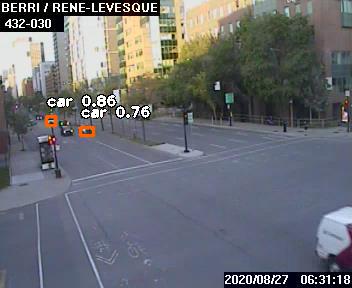 BERRI / RENE-LEVESQUE
432-030
car 0.86
car 0.76
2020/08/27 06:31:18